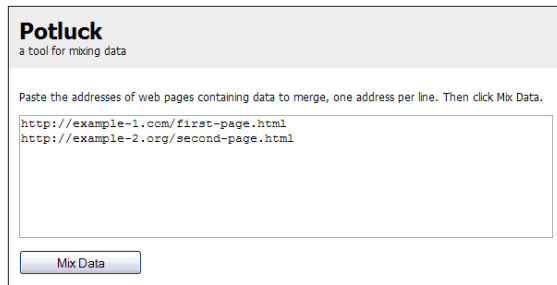 Potluck
a tool for mixing data
Paste the addresses of web pages containing data to merge, one address per line. Then click Mix Data.
http://example-1.com/first-page.html
http://example-2.org/second-page.html
Mix Data